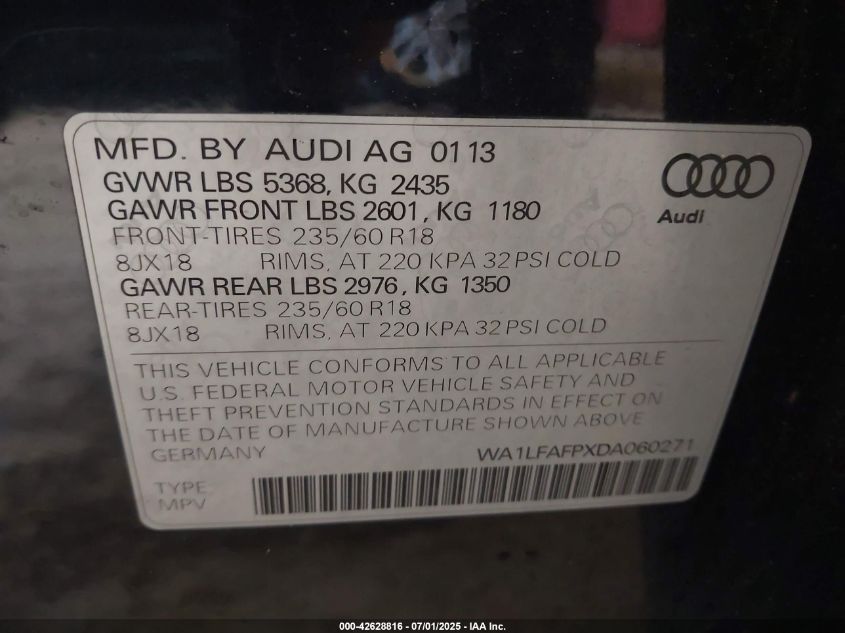 MFD. BY AUDI AG 01 13
GVWR LBS 5368, KG 2435
GAWR FRONT LBS 2601, KG 1180
FRONT-TIRES 235/60 R18
8JX18 RIMS, AT 220 KPA 32 PSI COLD
GAWR REAR LBS 2976, KG 1350
REAR-TIRES 235/60 R18
8JX18 RIMS, AT 220 KPA 32 PSI COLD
Audi
THIS VEHICLE CONFORMS TO ALL APPLICABLE
U.S. FEDERAL MOTOR VEHICLE SAFETY AND
THEFT PREVENTION STANDARDS IN EFFECT ON
THE DATE OF MANUFACTURE SHOWN ABOVE
GERMANY WA1LFAFPXDA060271
TYPE
MPV
000-42628816 - 07/01/2025 - IAA Inc.